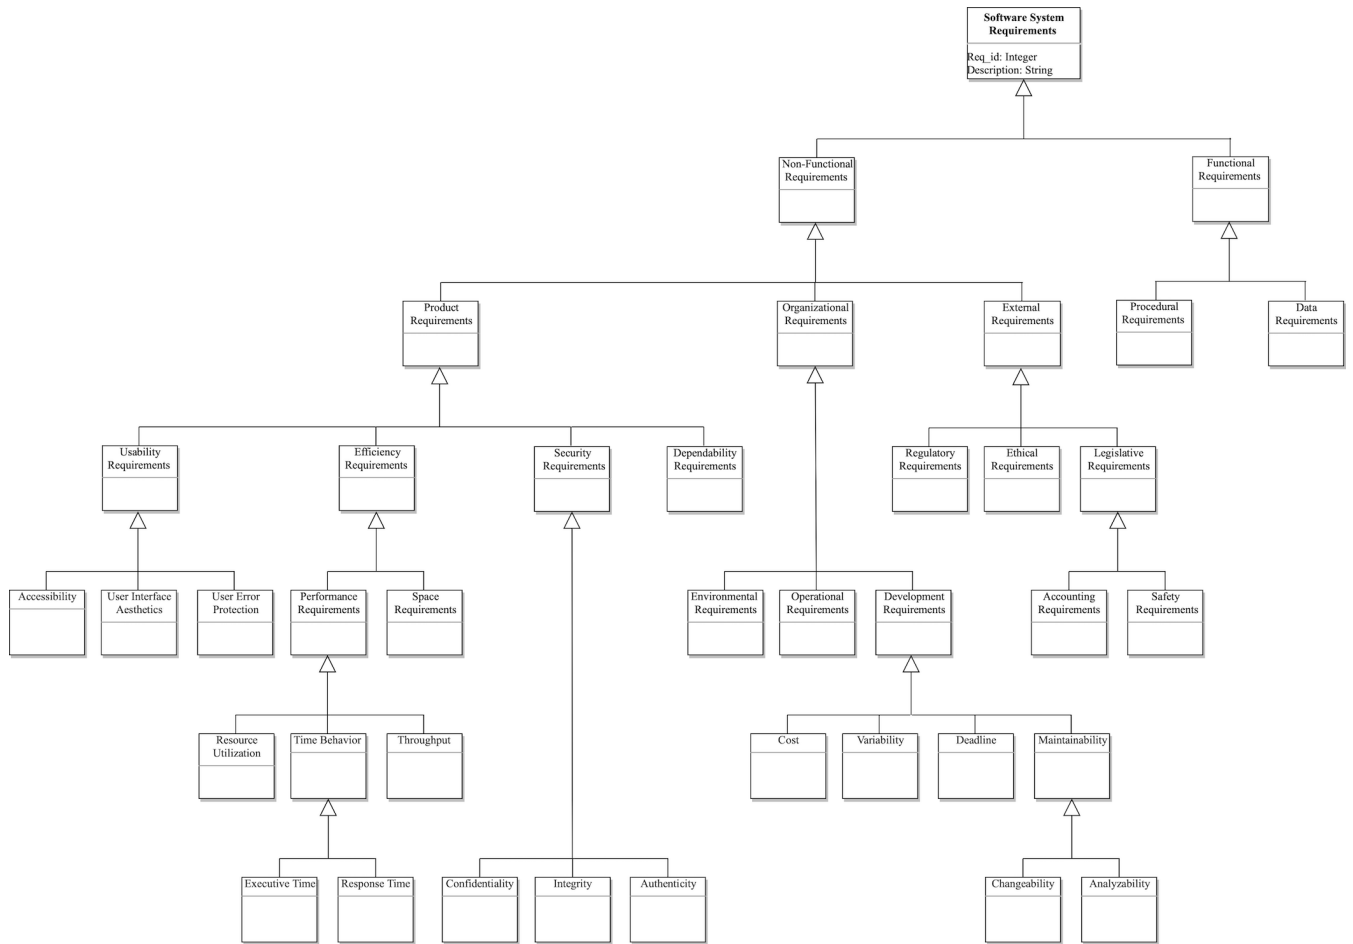 Software System
Requirements
Req_id: Integer
Description: String
Non-Functional
Requirements
Functional
Requirements
Product
Requirements
Organizational
Requirements
External
Requirements
Procedural
Requirements
Data
Requirements
Usability
Requirements
Efficiency
Requirements
Security
Requirements
Dependability
Requirements
Regulatory
Requirements
Ethical
Requirements
Legislative
Requirements
Accessibility
User Interface
Aesthetics
User Error
Protection
Performance
Requirements
Space
Requirements
Environmental
Requirements
Operational
Requirements
Development
Requirements
Accounting
Requirements
Safety
Requirements
Resource
Utilization
Time Behavior
Throughput
Cost
Variability
Deadline
Maintainability
Executive Time
Response Time
Confidentiality
Integrity
Authenticity
Changeability
Analyzability